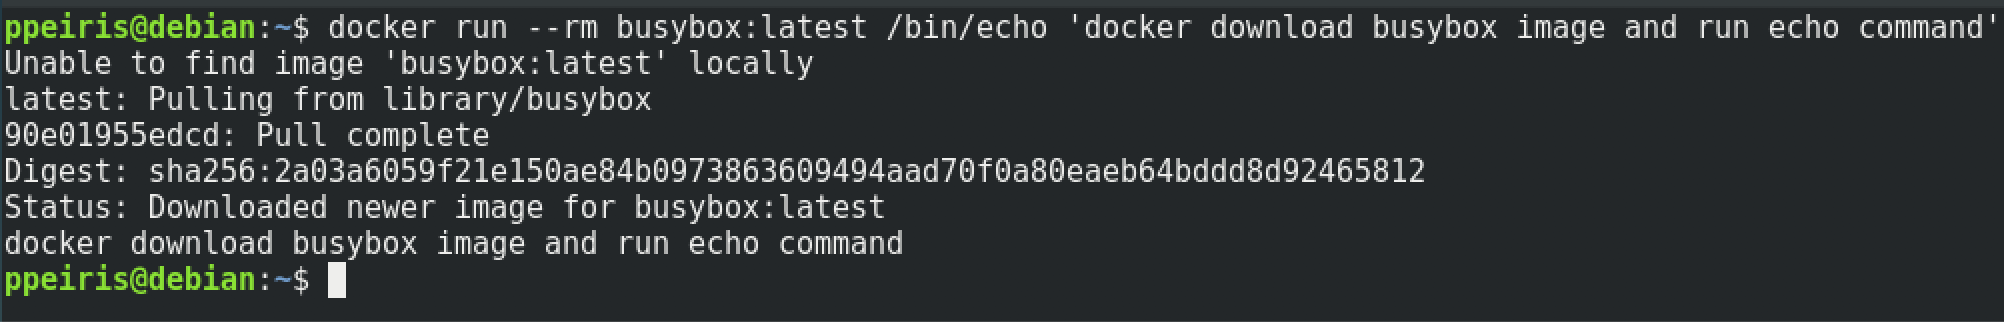 ppeiris@debian:~$ docker run --rm busybox:latest /bin/echo 'docker download busybox image and run echo command'
Unable to find image 'busybox:latest' locally
latest: Pulling from library/busybox
90e01955edcd: Pull complete
Digest: sha256:2a03a6059f21e150ae84b0973863609494aad70f0a80eaeb64bddd8d92465812
Status: Downloaded newer image for busybox:latest
docker download busybox image and run echo command
ppeiris@debian:~$